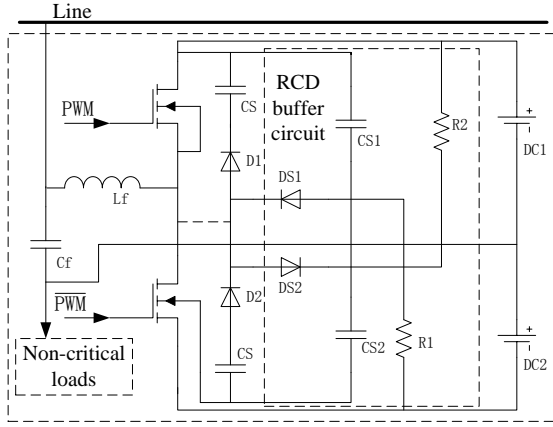 Line
PWM
CS
RCD
buffer
circuit
CS1
R2
DC1
+
-
D1
DS1
Lf
Cf
DS2
D2
PWM
CS
CS2
R1
DC2
+
-
Non-critical
loads